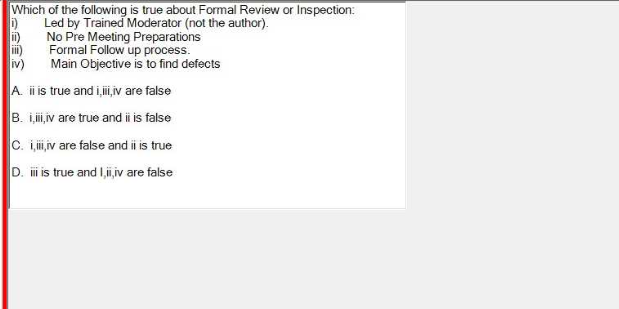 Which of the following is true about Formal Review or Inspection:
i) Led by Trained Moderator (not the author).
ii) No Pre Meeting Preparations
iii) Formal Follow up process.
iv) Main Objective is to find defects
A. ii is true and i,iii,iv are false
B. i,iii,iv are true and ii is false
C. i,iii,iv are false and ii is true
D. iii is true and I,ii,iv are false